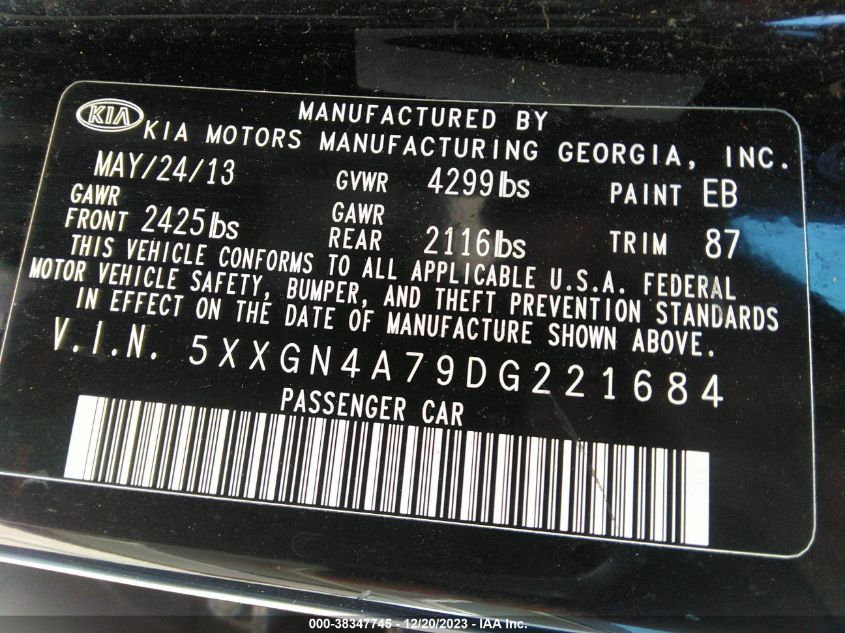 KIA
MANUFACTURED BY
KIA MOTORS MANUFACTURING GEORGIA, INC.
MAY/24/13 GVWR 4299lbs PAINT EB
GAWR FRONT 2425lbs GAWR REAR 2116lbs TRIM 87
THIS VEHICLE CONFORMS TO ALL APPLICABLE U.S.A. FEDERAL
MOTOR VEHICLE SAFETY, BUMPER, AND THEFT PREVENTION STANDARDS
IN EFFECT ON THE DATE OF MANUFACTURE SHOWN ABOVE.
V.I.N. 5XXGN4A79DG221684
PASSENGER CAR
000-38347745 - 12/20/2023 - IAA Inc.